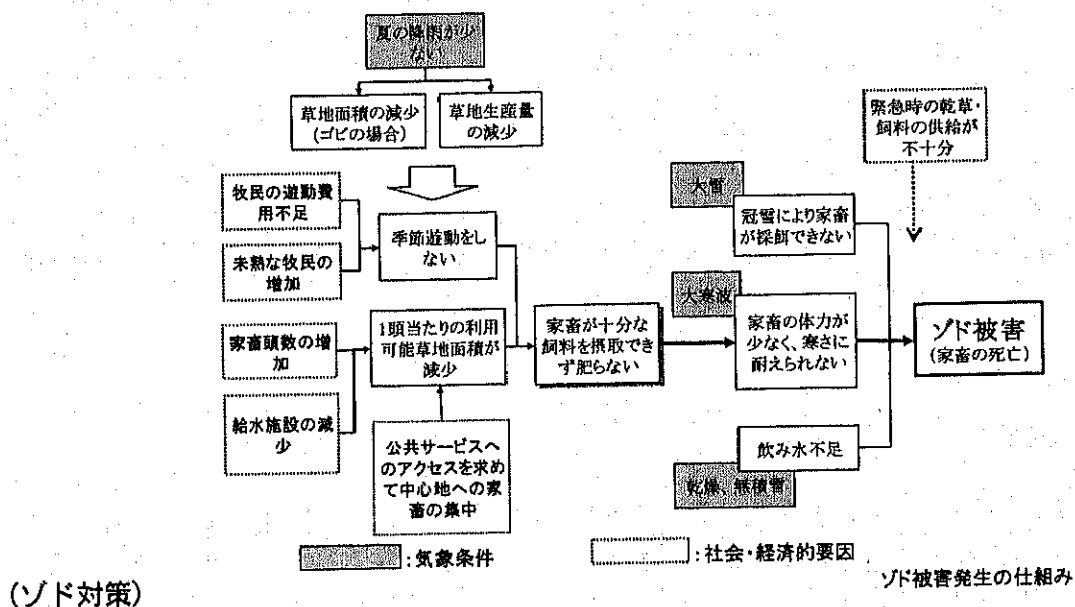 夏の降雨が少
ない
草地面積の減少
(ゴビの場合)
草地生産量
の減少
緊急時の乾草・
飼料の供給が
不十分
牧民の遊動費
用不足
未熟な牧民の
増加
季節遊動をし
ない
大雪
冠雪により家畜
が採餌できない
家畜頭数の増
加
給水施設の減
少
1頭当たりの利用
可能草地面積が
減少
公共サービスへ
のアクセスを求め
て中心地への家
畜の集中
家畜が十分な
飼料を摂取でき
ず肥らない
大寒波
家畜の体力が
少なく、寒さに
耐えられない
飲み水不足
乾燥、無積雪
ゾド被害
(家畜の死亡)
:気象条件
:社会・経済的要因
ゾド被害発生の仕組み
(ゾド対策)